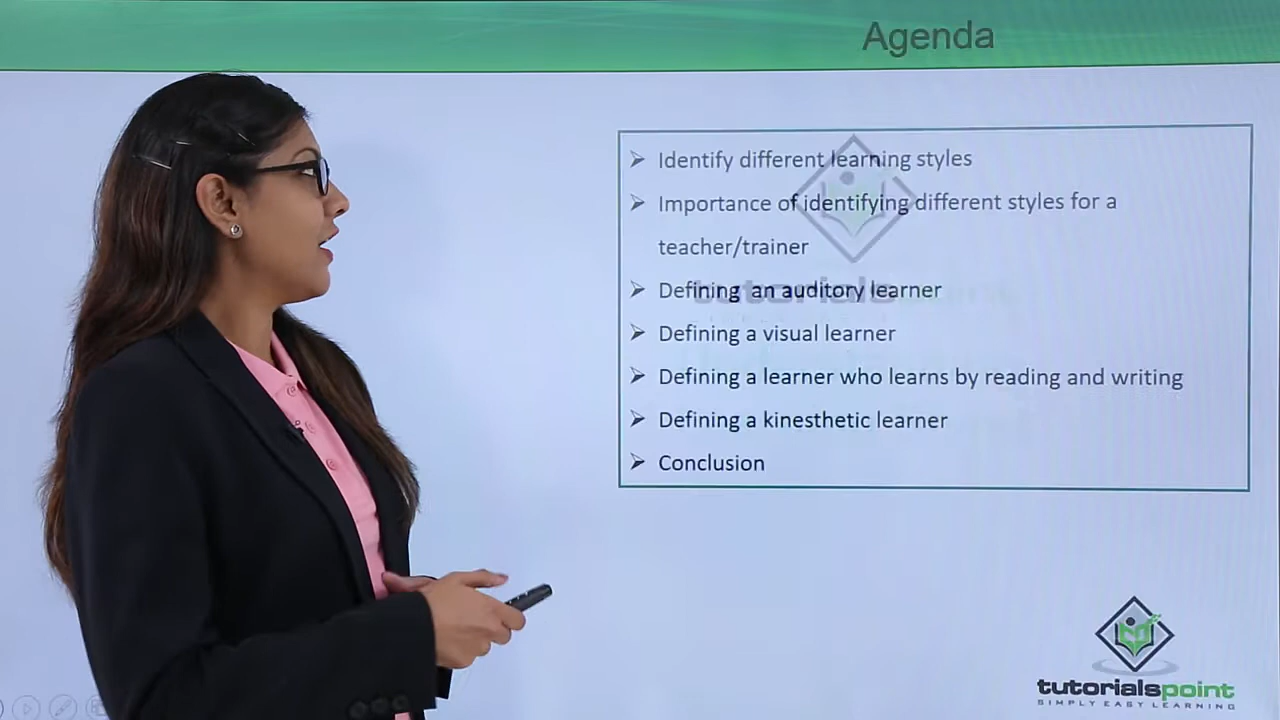 Agenda
Identify different learning styles
Importance of identifying different styles for a
teacher/trainer
Defining an auditory learner
Defining a visual learner
Defining a learner who learns by reading and writing
Defining a kinesthetic learner
Conclusion
tutorialspoint
tutorialspoint
SIMPLY EASY LEARNING